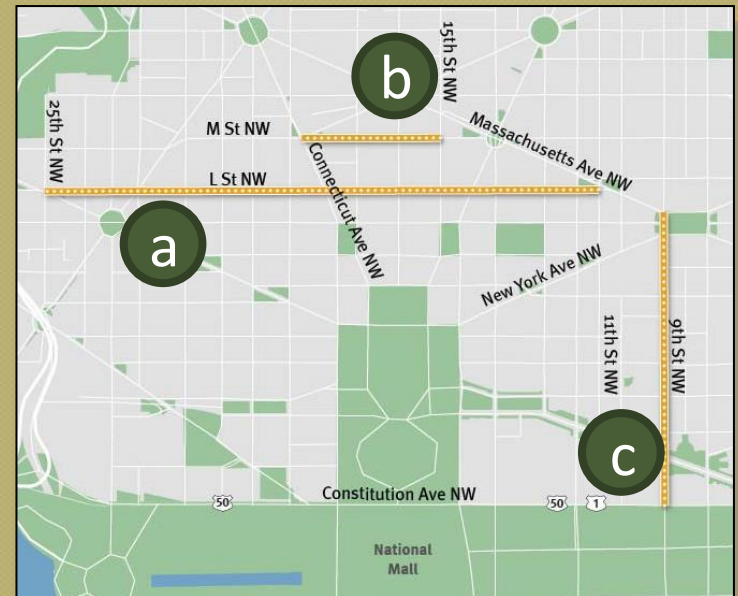 15th St NW
b
25th St NW
M St NW
Massachusetts Ave NW
L St NW
Connecticut Ave NW
a
New York Ave NW
11th St NW
9th St NW
c
Constitution Ave NW
50
50
1
National
Mall